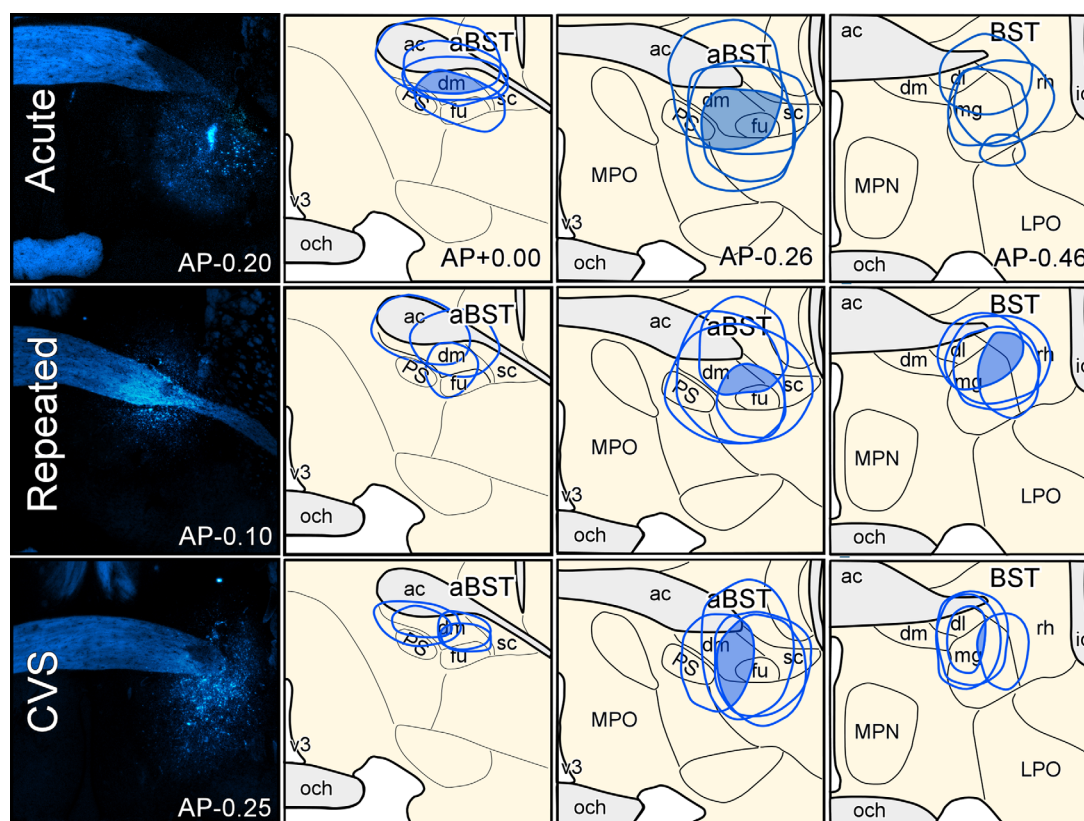 Acute
AP-0.20
ac
aBST
dm
PS
fu
sc
v3
och
AP+0.00
ac
aBST
dm
PS
fu
sc
MPO
v3
och
AP-0.26
ac
BST
dm
dl
mg
rh
MPN
LPO
och
AP-0.46
Repeated
AP-0.10
ac
aBST
dm
PS
fu
sc
v3
och
ac
aBST
dm
PS
fu
sc
MPO
v3
och
ac
BST
dm
dl
mg
rh
MPN
LPO
och
CVS
AP-0.25
ac
aBST
dm
PS
fu
sc
v3
och
ac
aBST
dm
PS
fu
sc
MPO
v3
och
ac
BST
dm
dl
mg
rh
MPN
LPO
och